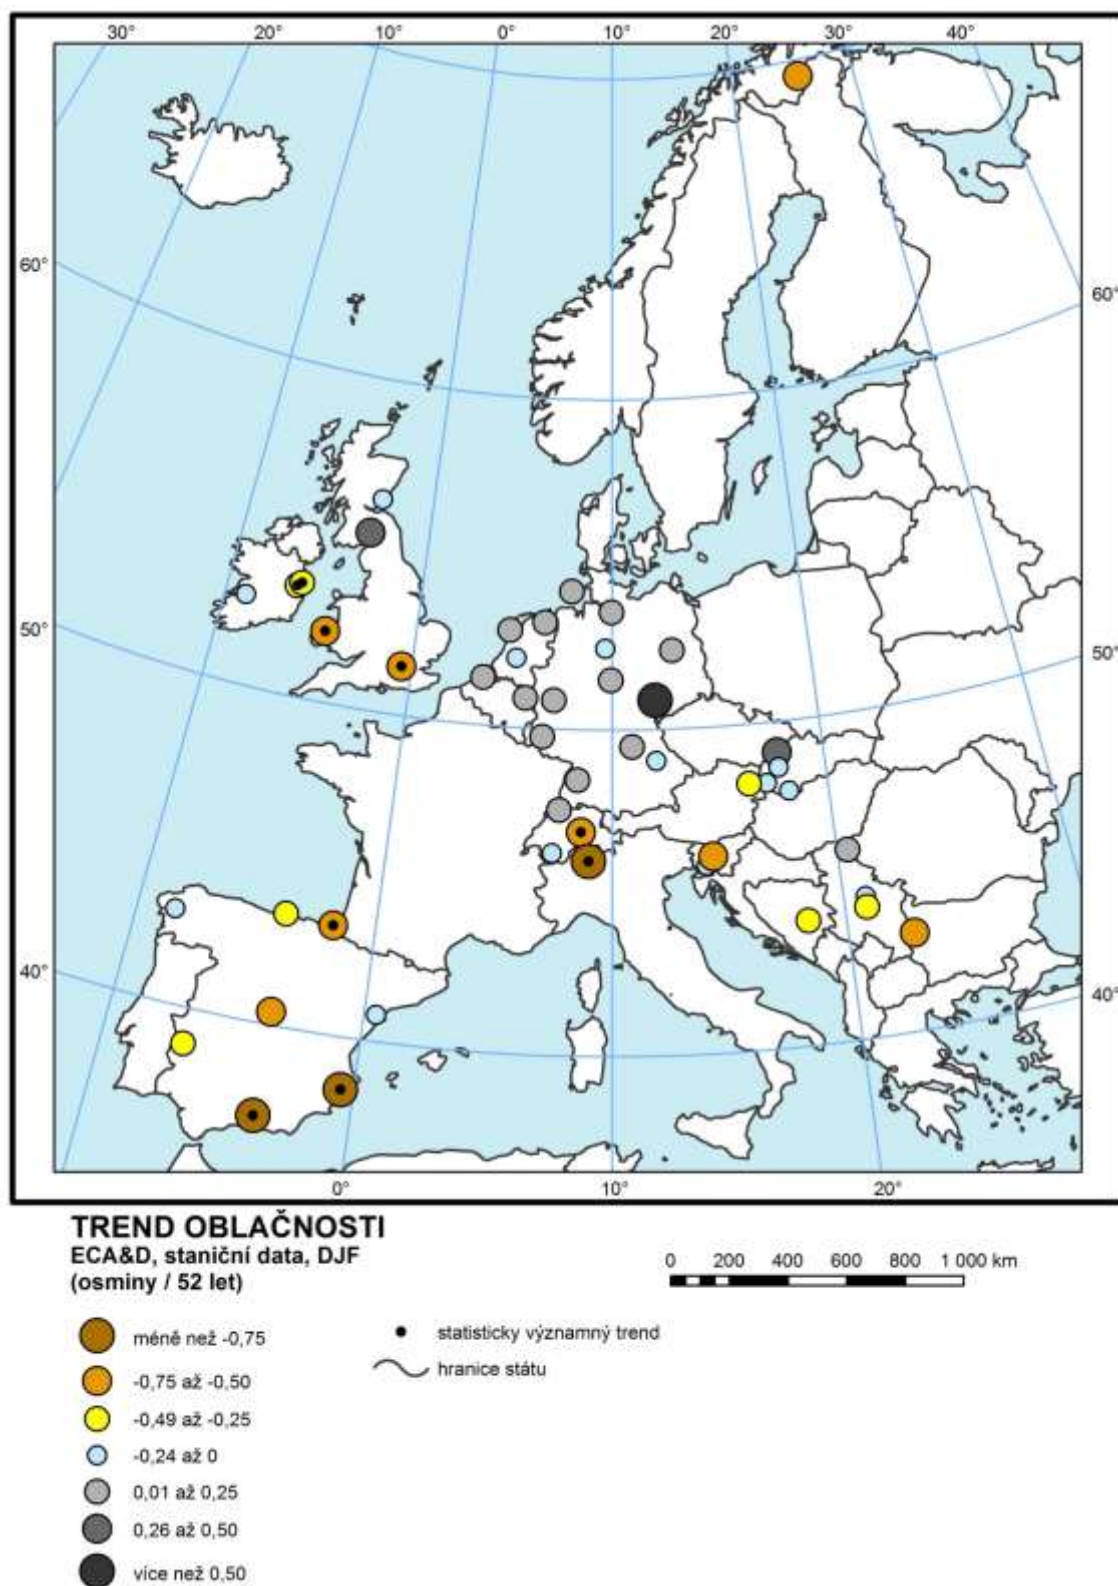 30° 20° 10° 0° 10° 20° 30° 40°
60° 60°
50° 50°
40° 40°
0° 10° 20°
TREND OBLAČNOSTI
ECA&D, staniční data, DJF
(osminy / 52 let)
0 200 400 600 800 1 000 km
méně než -0,75
-0,75 až -0,50
-0,49 až -0,25
-0,24 až 0
0,01 až 0,25
0,26 až 0,50
více než 0,50
statisticky významný trend
hranice státu